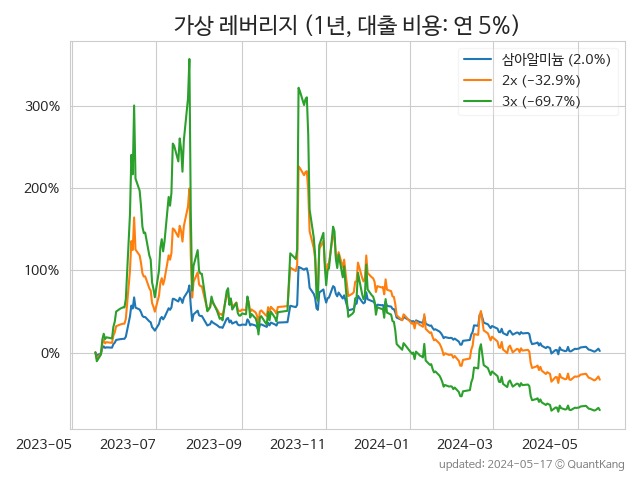 가상 레버리지 (1년, 대출 비용: 연 5%)
삼아알미늄 (2.0%)
2x (-32.9%)
3x (-69.7%)
300%
200%
100%
0%
2023-05 2023-07 2023-09 2023-11 2024-01 2024-03 2024-05
updated: 2024-05-17 © QuantKang